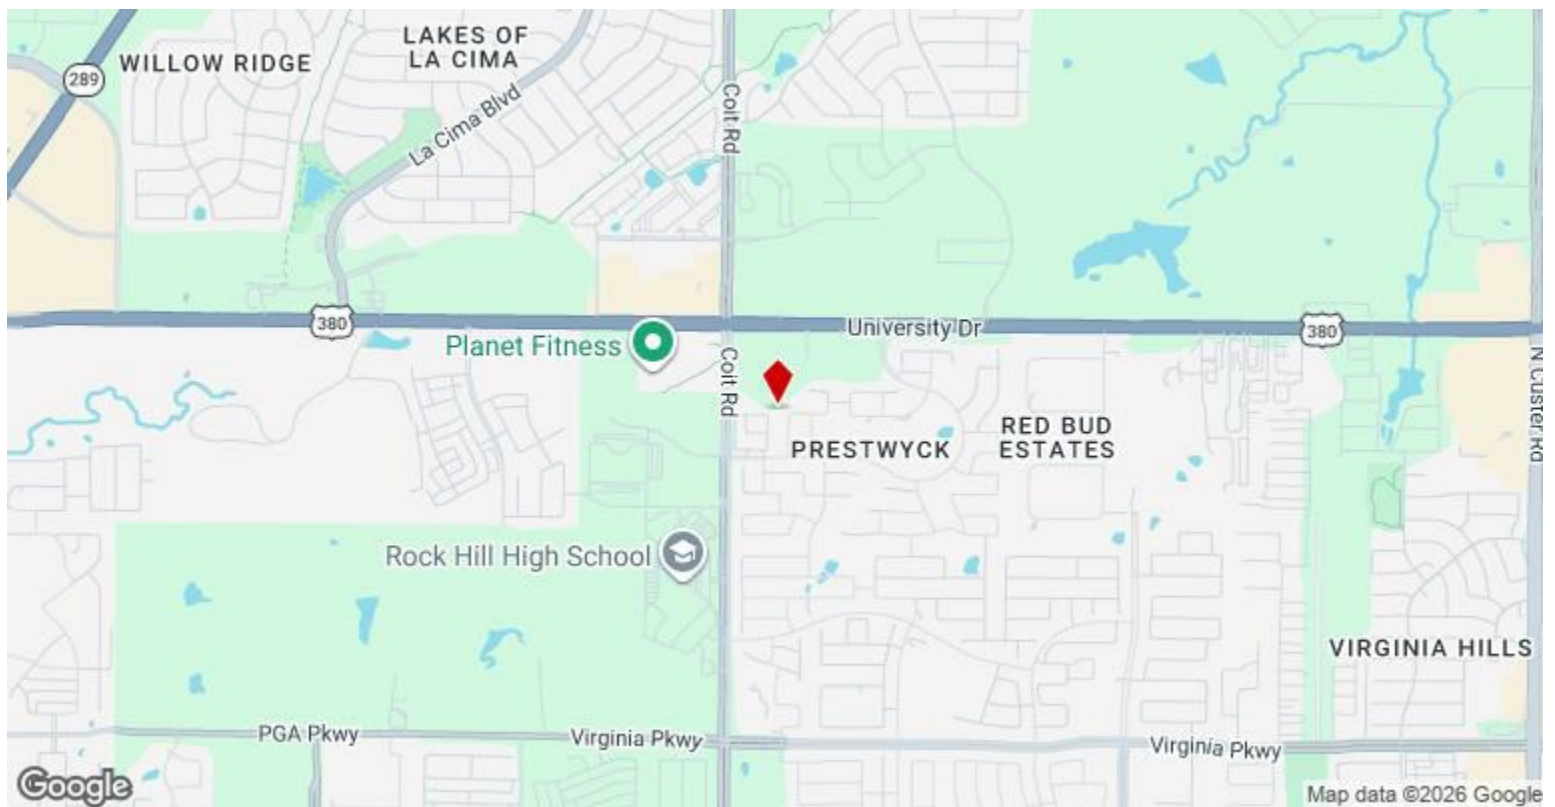 LAKES OF
LA CIMA
WILLOW RIDGE
289
La Cima Blvd
Coit Rd
380
University Dr
380
Planet Fitness
Coit Rd
N Custer Rd
PRESTWYCK
RED BUD
ESTATES
Rock Hill High School
VIRGINIA HILLS
PGA Pkwy
Virginia Pkwy
Virginia Pkwy
Google
Map data ©2026 Google